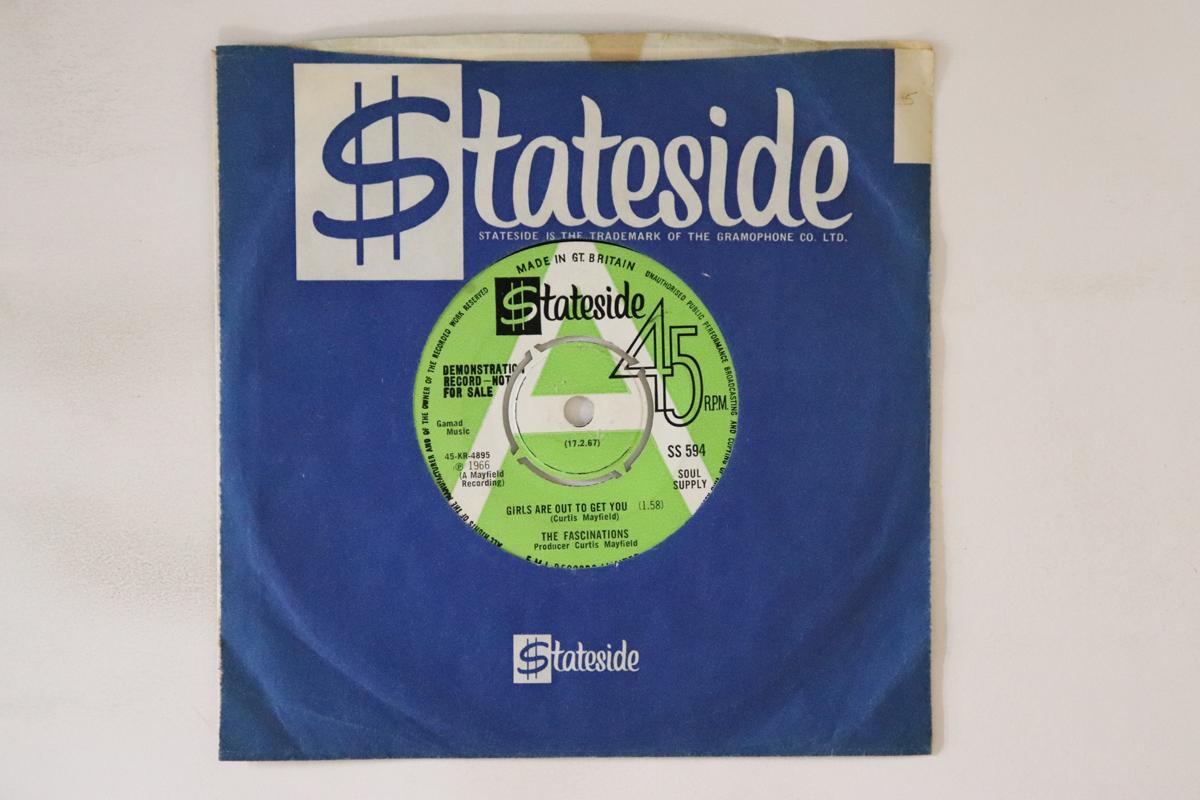 $tateside
STATESIDE IS THE TRADEMARK OF THE GRAMOPHONE CO. LTD.
5
MADE IN GT. BRITAIN
UNAUTHORISED PUBLIC PERFORMANCE BROADCASTING AND COPYING OF
ALL RIGHTS OF THE MANUFACTURER AND OF THE OWNER OF THE RECORDED WORK RESERVED
$tateside
45
R.P.M.
DEMONSTRATION
RECORD—NOT
FOR SALE
Gamad
Music
45-KR-4895
Ⓟ 1966
(A Mayfield
Recording)
(17.2.67)
SS 594
SOUL
SUPPLY
A
GIRLS ARE OUT TO GET YOU (1.58)
(Curtis Mayfield)
THE FASCINATIONS
Producer Curtis Mayfield
$tateside